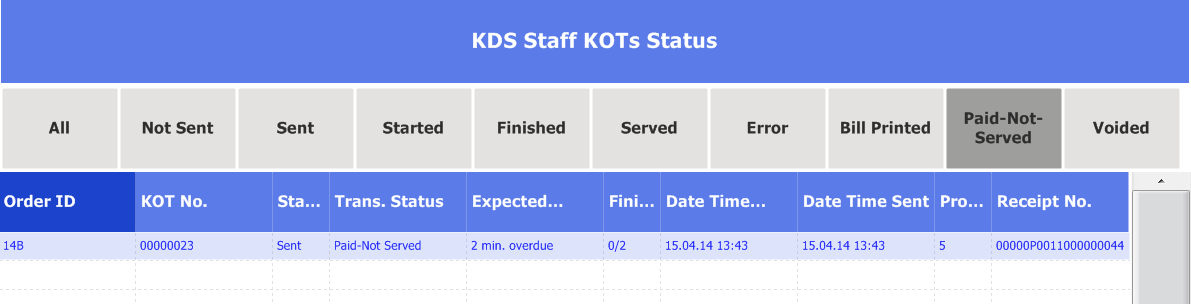 KDS Staff KOTs Status
All Not Sent Sent Started Finished Served Error Bill Printed Paid-Not-
Served Voided
Order ID KOT No. Sta... Trans. Status Expected... Fini... Date Time... Date Time Sent Pro... Receipt No.
14B 00000023 Sent Paid-Not Served 2 min. overdue 0/2 15.04.14 13:43 15.04.14 13:43 5 00000P0011000000044